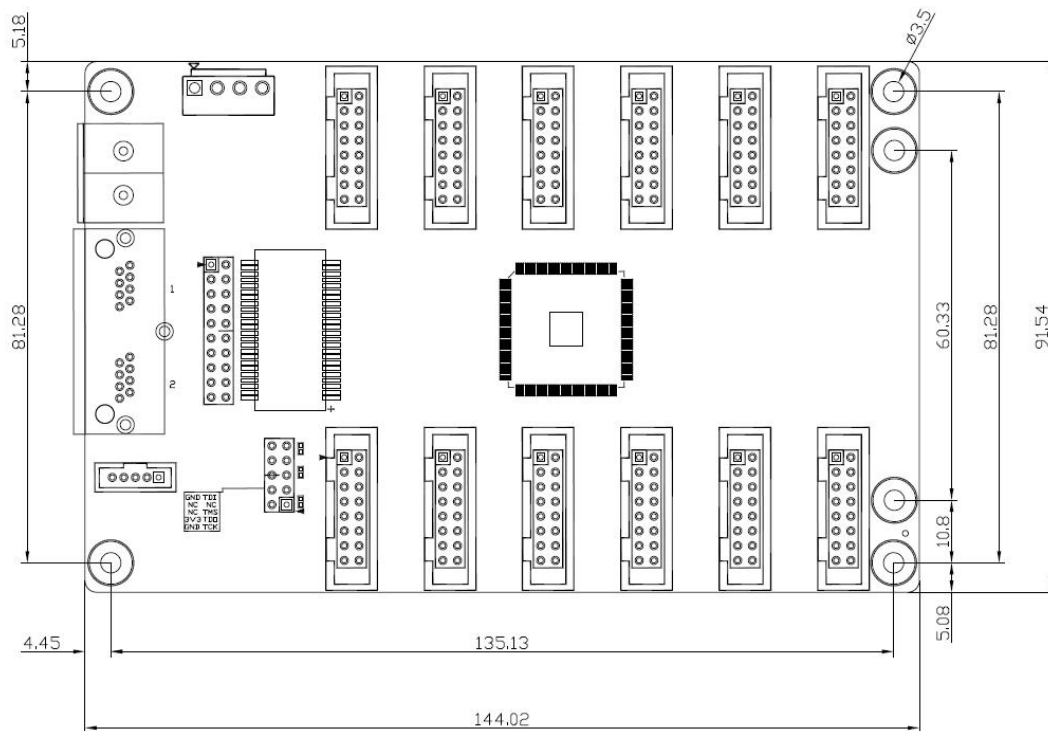 5.18
ø3.5
1
81.28
60.33
81.28
91.54
2
GND TDI
NC NC
NC TMS
3V3 TDO
GND TCK
10.8
5.08
4.45
135.13
144.02